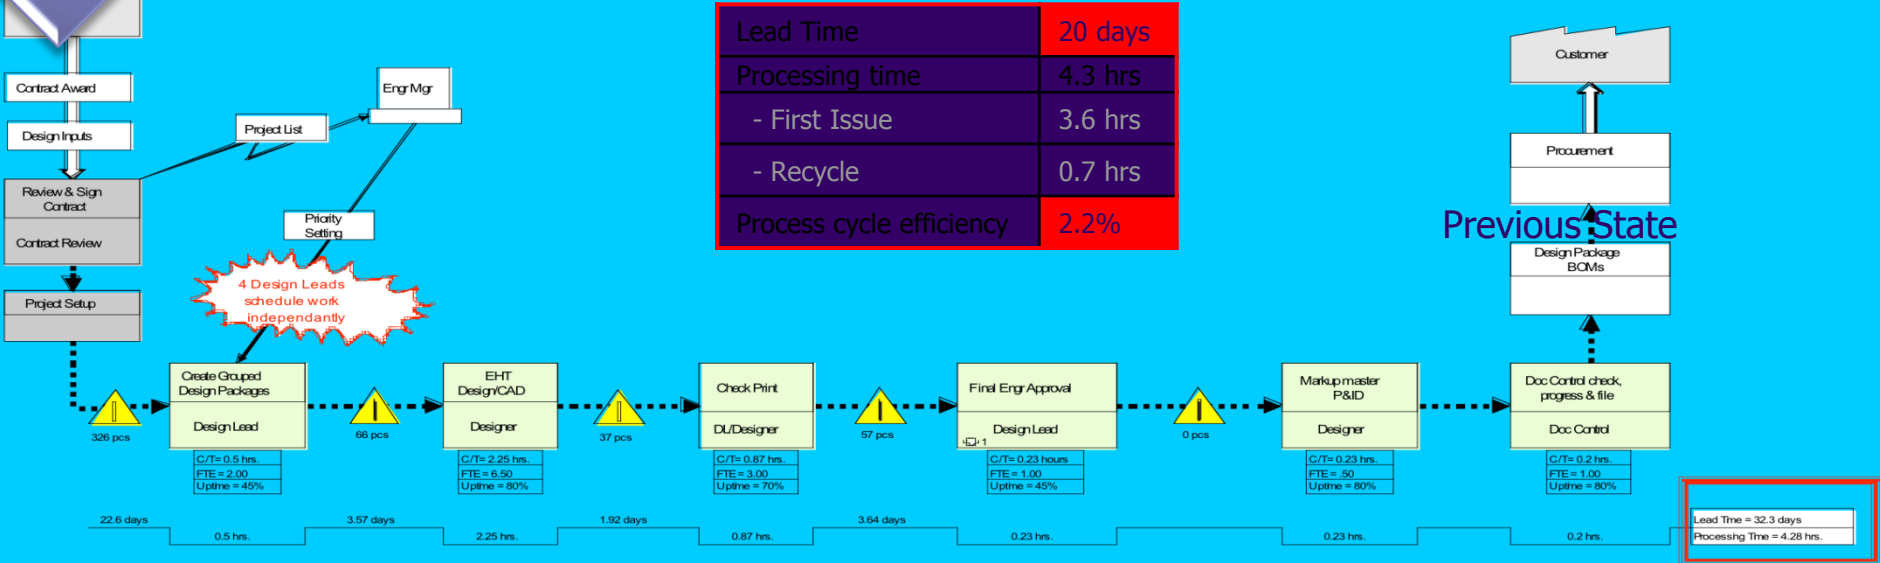 Lead Time 20 days
Processing time 4.3 hrs
- First Issue 3.6 hrs
- Recycle 0.7 hrs
Process cycle efficiency 2.2%
Customer
Contract Award
Engr Mgr
Design Inputs
Project List
Procurement
Review & Sign
Contract
Contract Review
Priority
Setting
Previous State
Design Package
BOMs
4 Design Leads
schedule work
independantly
Project Setup
326 pcs
Create Grouped
Design Packages
Design Lead
C/T= 0.5 hrs.
FTE = 2.00
Uptime = 45%
66 pcs
EHT
Design/CAD
Designer
C/T= 2.25 hrs.
FTE = 6.50
Uptime = 80%
37 pcs
Check Print
DL/Designer
C/T= 0.87 hrs.
FTE = 3.00
Uptime = 70%
57 pcs
Final Engr Approval
Design Lead
1
C/T= 0.23 hours
FTE = 1.00
Uptime = 45%
0 pcs
Markup master
P&ID
Designer
C/T= 0.23 hrs.
FTE = .50
Uptime = 80%
Doc Control check,
progress & file
Doc Control
C/T= 0.2 hrs.
FTE = 1.00
Uptime = 80%
22.6 days
0.5 hrs.
3.57 days
2.25 hrs.
1.92 days
0.87 hrs.
3.64 days
0.23 hrs.
0.23 hrs.
0.2 hrs.
Lead Time = 32.3 days
Processing Time = 4.28 hrs.